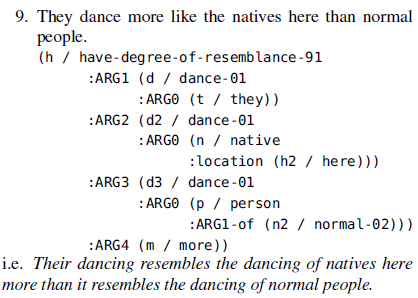 9. They dance more like the natives here than normal
people.
(h / have-degree-of-resemblance-91
:ARG1 (d / dance-01
:ARG0 (t / they))
:ARG2 (d2 / dance-01
:ARG0 (n / native
:location (h2 / here)))
:ARG3 (d3 / dance-01
:ARG0 (p / person
:ARG1-of (n2 / normal-02)))
:ARG4 (m / more))
i.e. Their dancing resembles the dancing of natives here
more than it resembles the dancing of normal people.